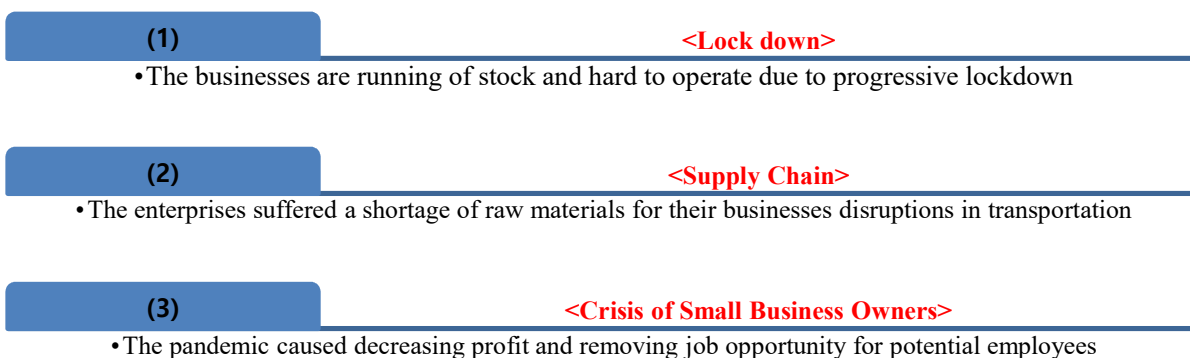 (1) <Lock down>
•The businesses are running of stock and hard to operate due to progressive lockdown
(2) <Supply Chain>
•The enterprises suffered a shortage of raw materials for their businesses disruptions in transportation
(3) <Crisis of Small Business Owners>
•The pandemic caused decreasing profit and removing job opportunity for potential employees